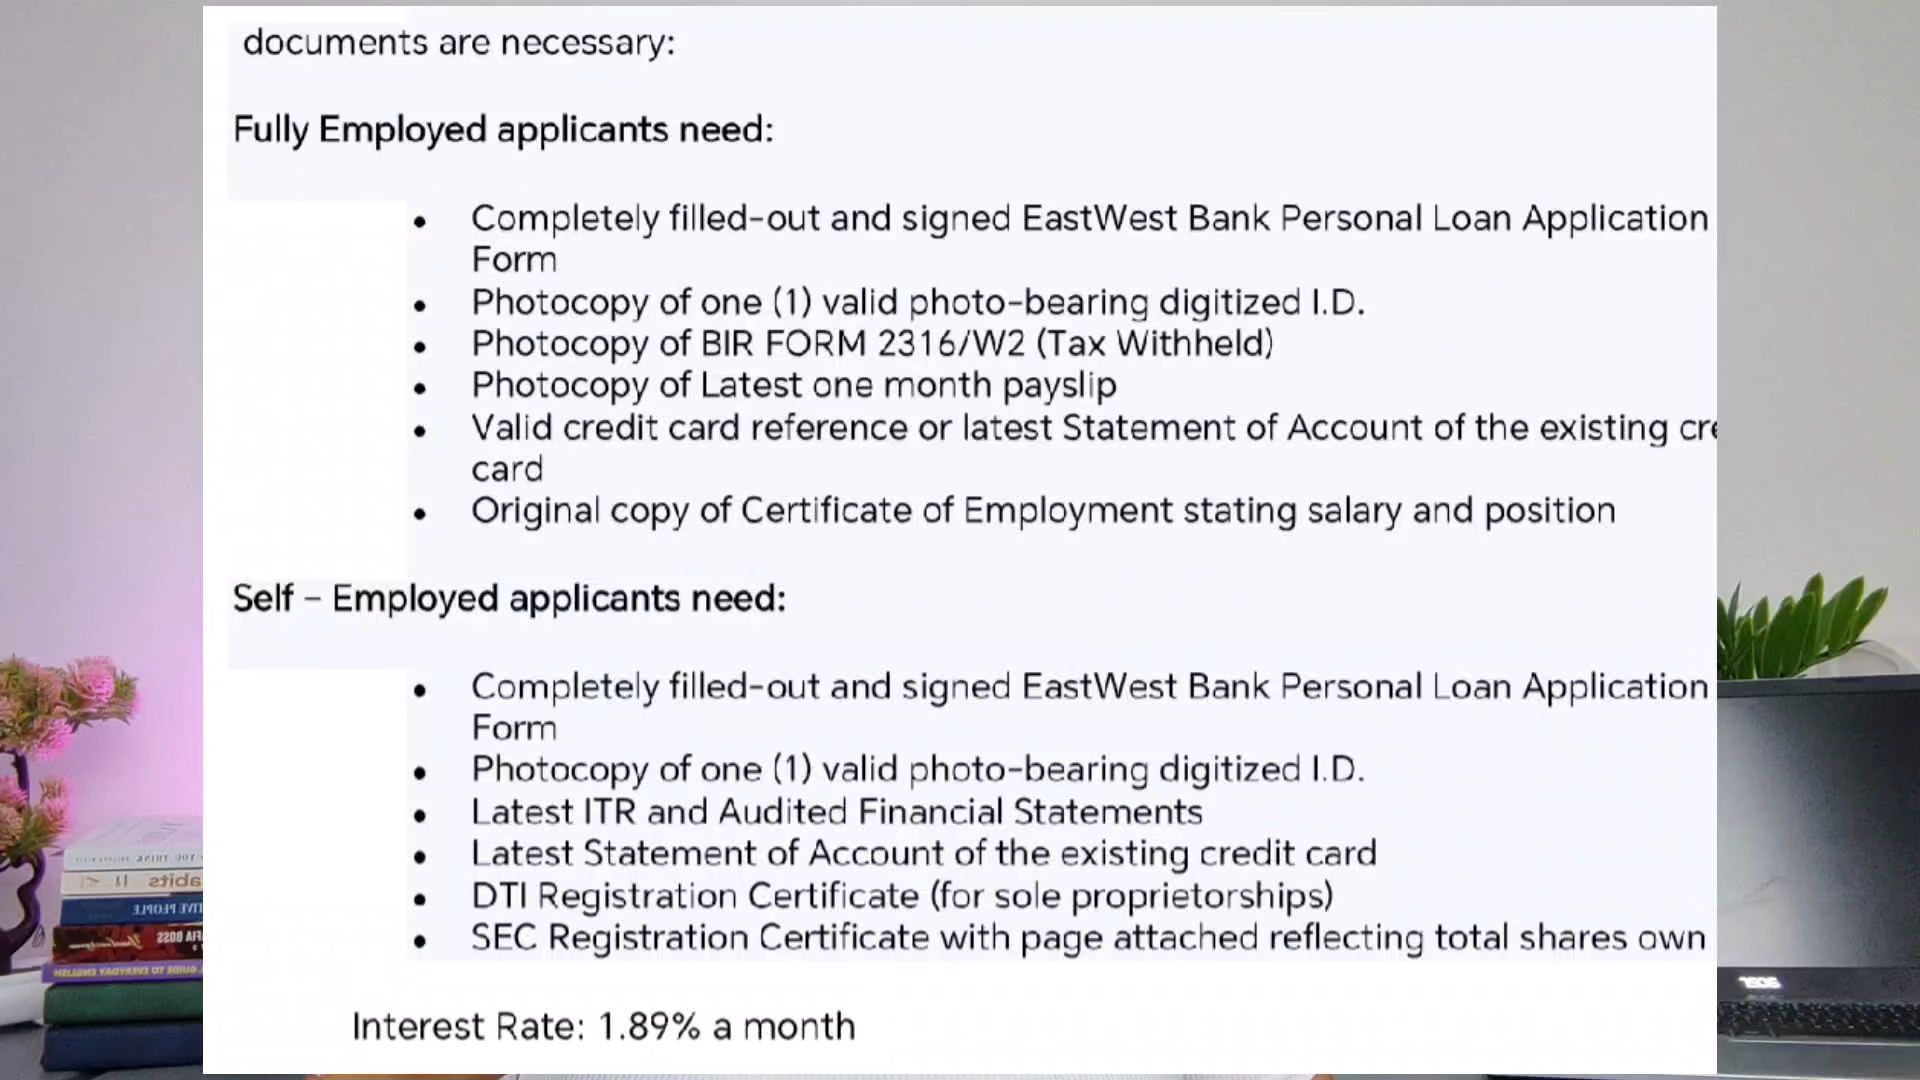 documents are necessary:
Fully Employed applicants need:
• Completely filled-out and signed EastWest Bank Personal Loan Application
Form
• Photocopy of one (1) valid photo-bearing digitized I.D.
• Photocopy of BIR FORM 2316/W2 (Tax Withheld)
• Photocopy of Latest one month payslip
• Valid credit card reference or latest Statement of Account of the existing cre
card
• Original copy of Certificate of Employment stating salary and position
Self – Employed applicants need:
• Completely filled-out and signed EastWest Bank Personal Loan Application
Form
• Photocopy of one (1) valid photo-bearing digitized I.D.
• Latest ITR and Audited Financial Statements
• Latest Statement of Account of the existing credit card
• DTI Registration Certificate (for sole proprietorships)
• SEC Registration Certificate with page attached reflecting total shares own
Interest Rate: 1.89% a month